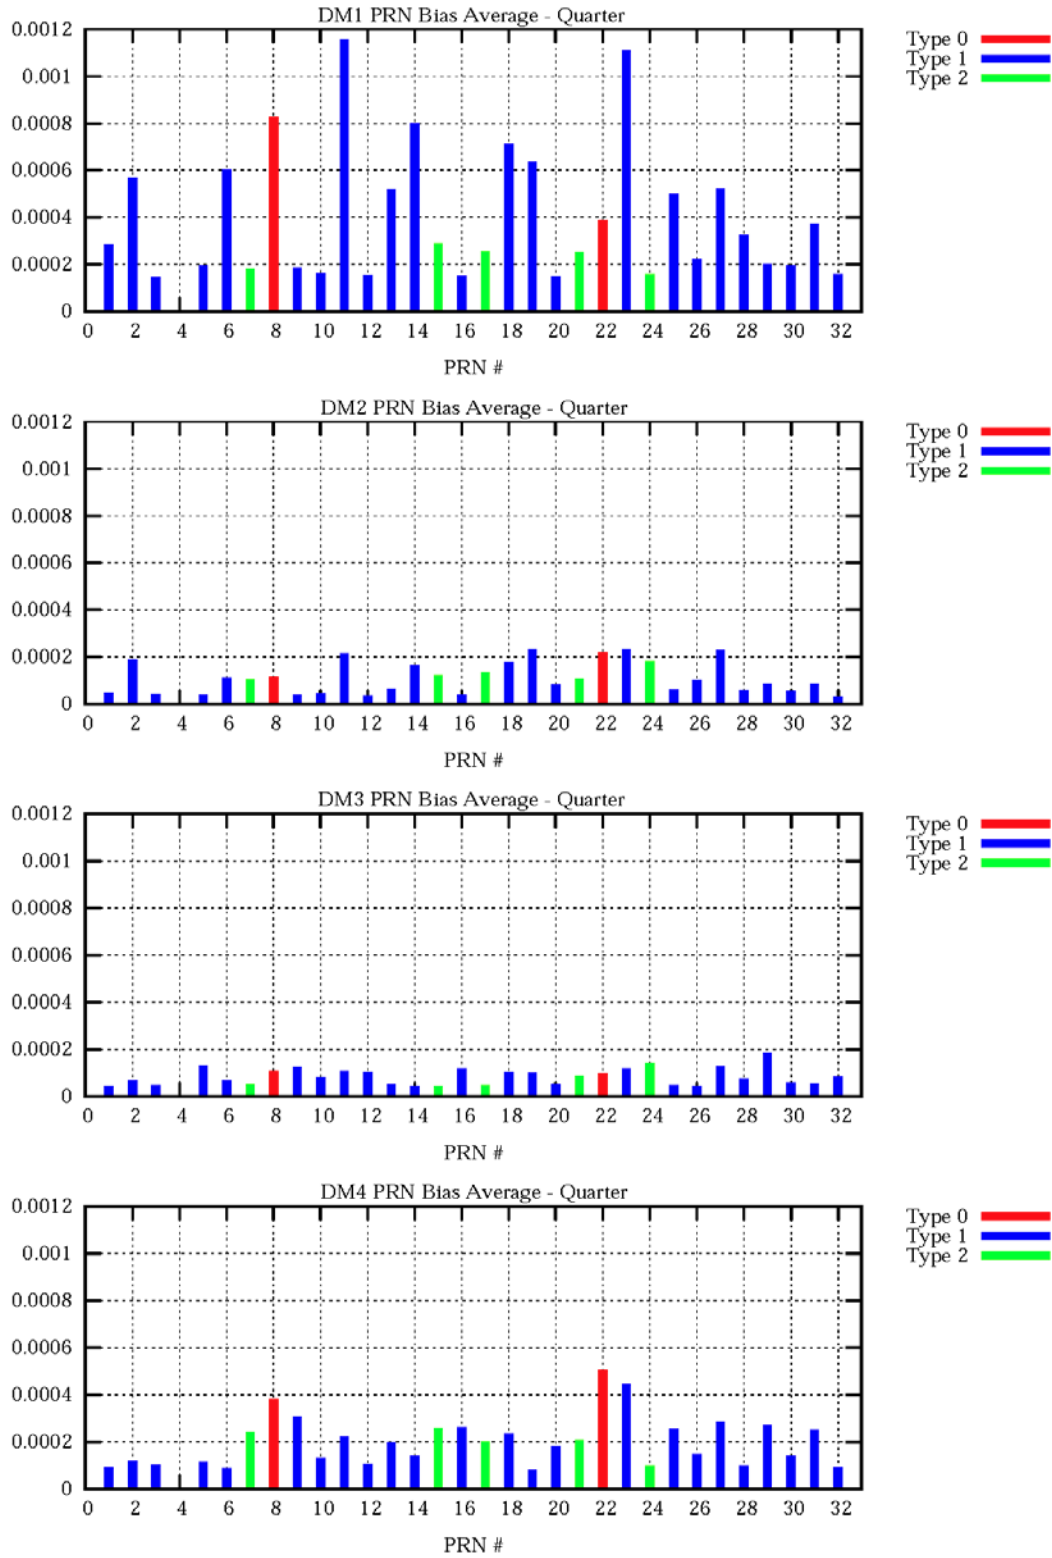 DM1 PRN Bias Average - Quarter
0.0012
0.001
0.0008
0.0006
0.0004
0.0002
0
0 2 4 6 8 10 12 14 16 18 20 22 24 26 28 30 32
PRN #
Type 0
Type 1
Type 2
DM2 PRN Bias Average - Quarter
0.0012
0.001
0.0008
0.0006
0.0004
0.0002
0
0 2 4 6 8 10 12 14 16 18 20 22 24 26 28 30 32
PRN #
Type 0
Type 1
Type 2
DM3 PRN Bias Average - Quarter
0.0012
0.001
0.0008
0.0006
0.0004
0.0002
0
0 2 4 6 8 10 12 14 16 18 20 22 24 26 28 30 32
PRN #
Type 0
Type 1
Type 2
DM4 PRN Bias Average - Quarter
0.0012
0.001
0.0008
0.0006
0.0004
0.0002
0
0 2 4 6 8 10 12 14 16 18 20 22 24 26 28 30 32
PRN #
Type 0
Type 1
Type 2